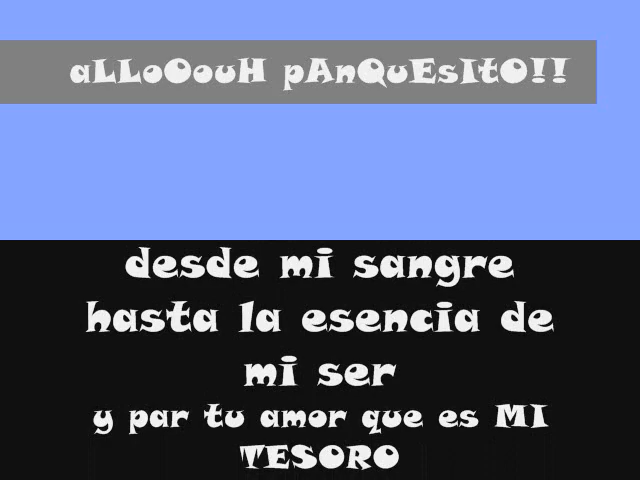 aLLoOouH pAnQuEsItO!!
desde mi sangre
hasta la esencia de
mi ser
y par tu amor que es MI
TESORO